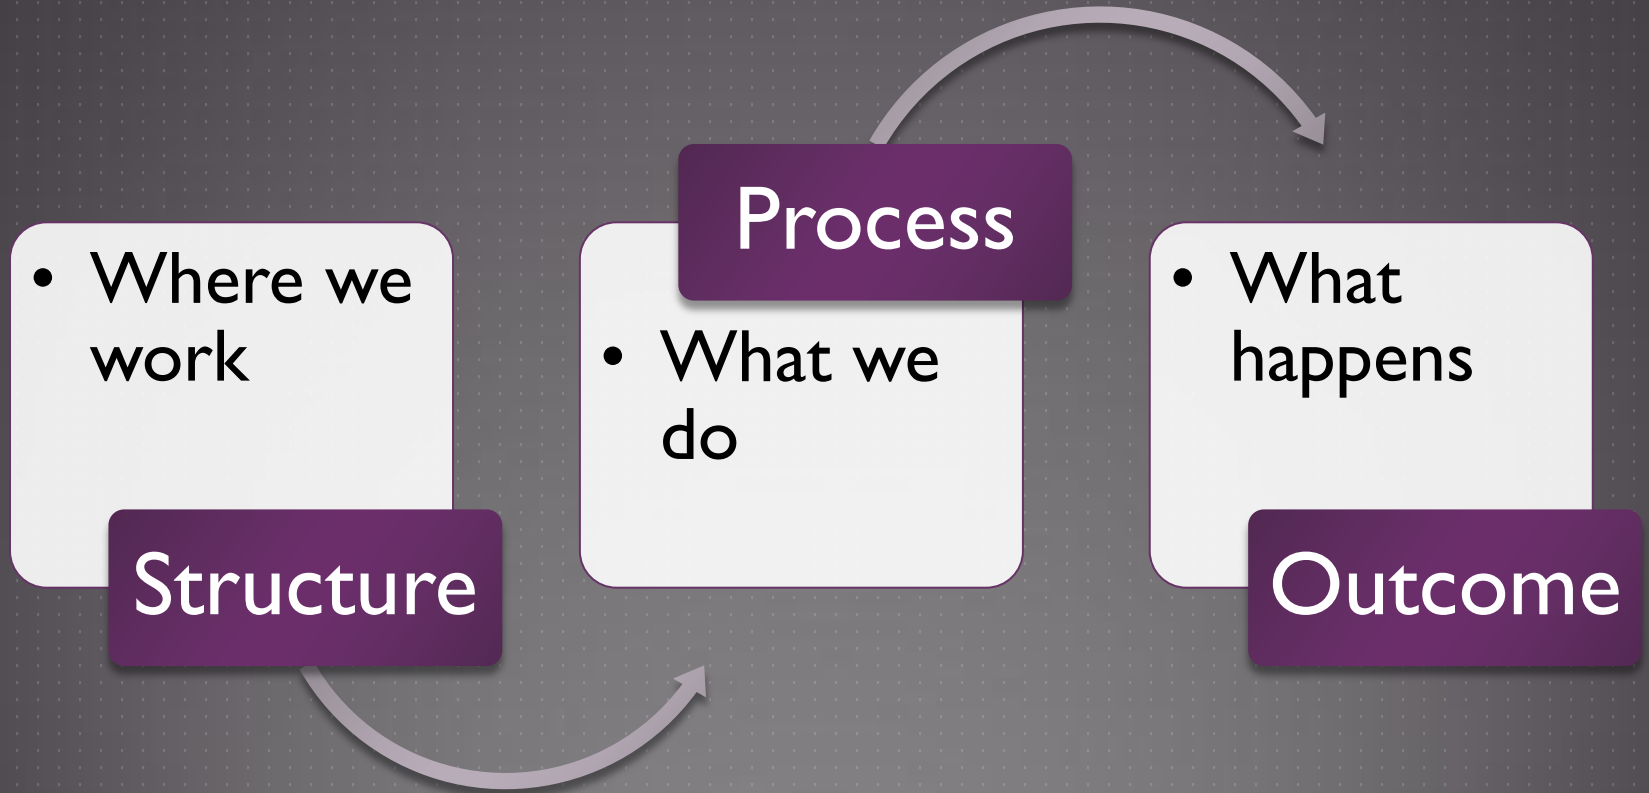 • Where we
work
Structure
Process
• What we
do
• What
happens
Outcome